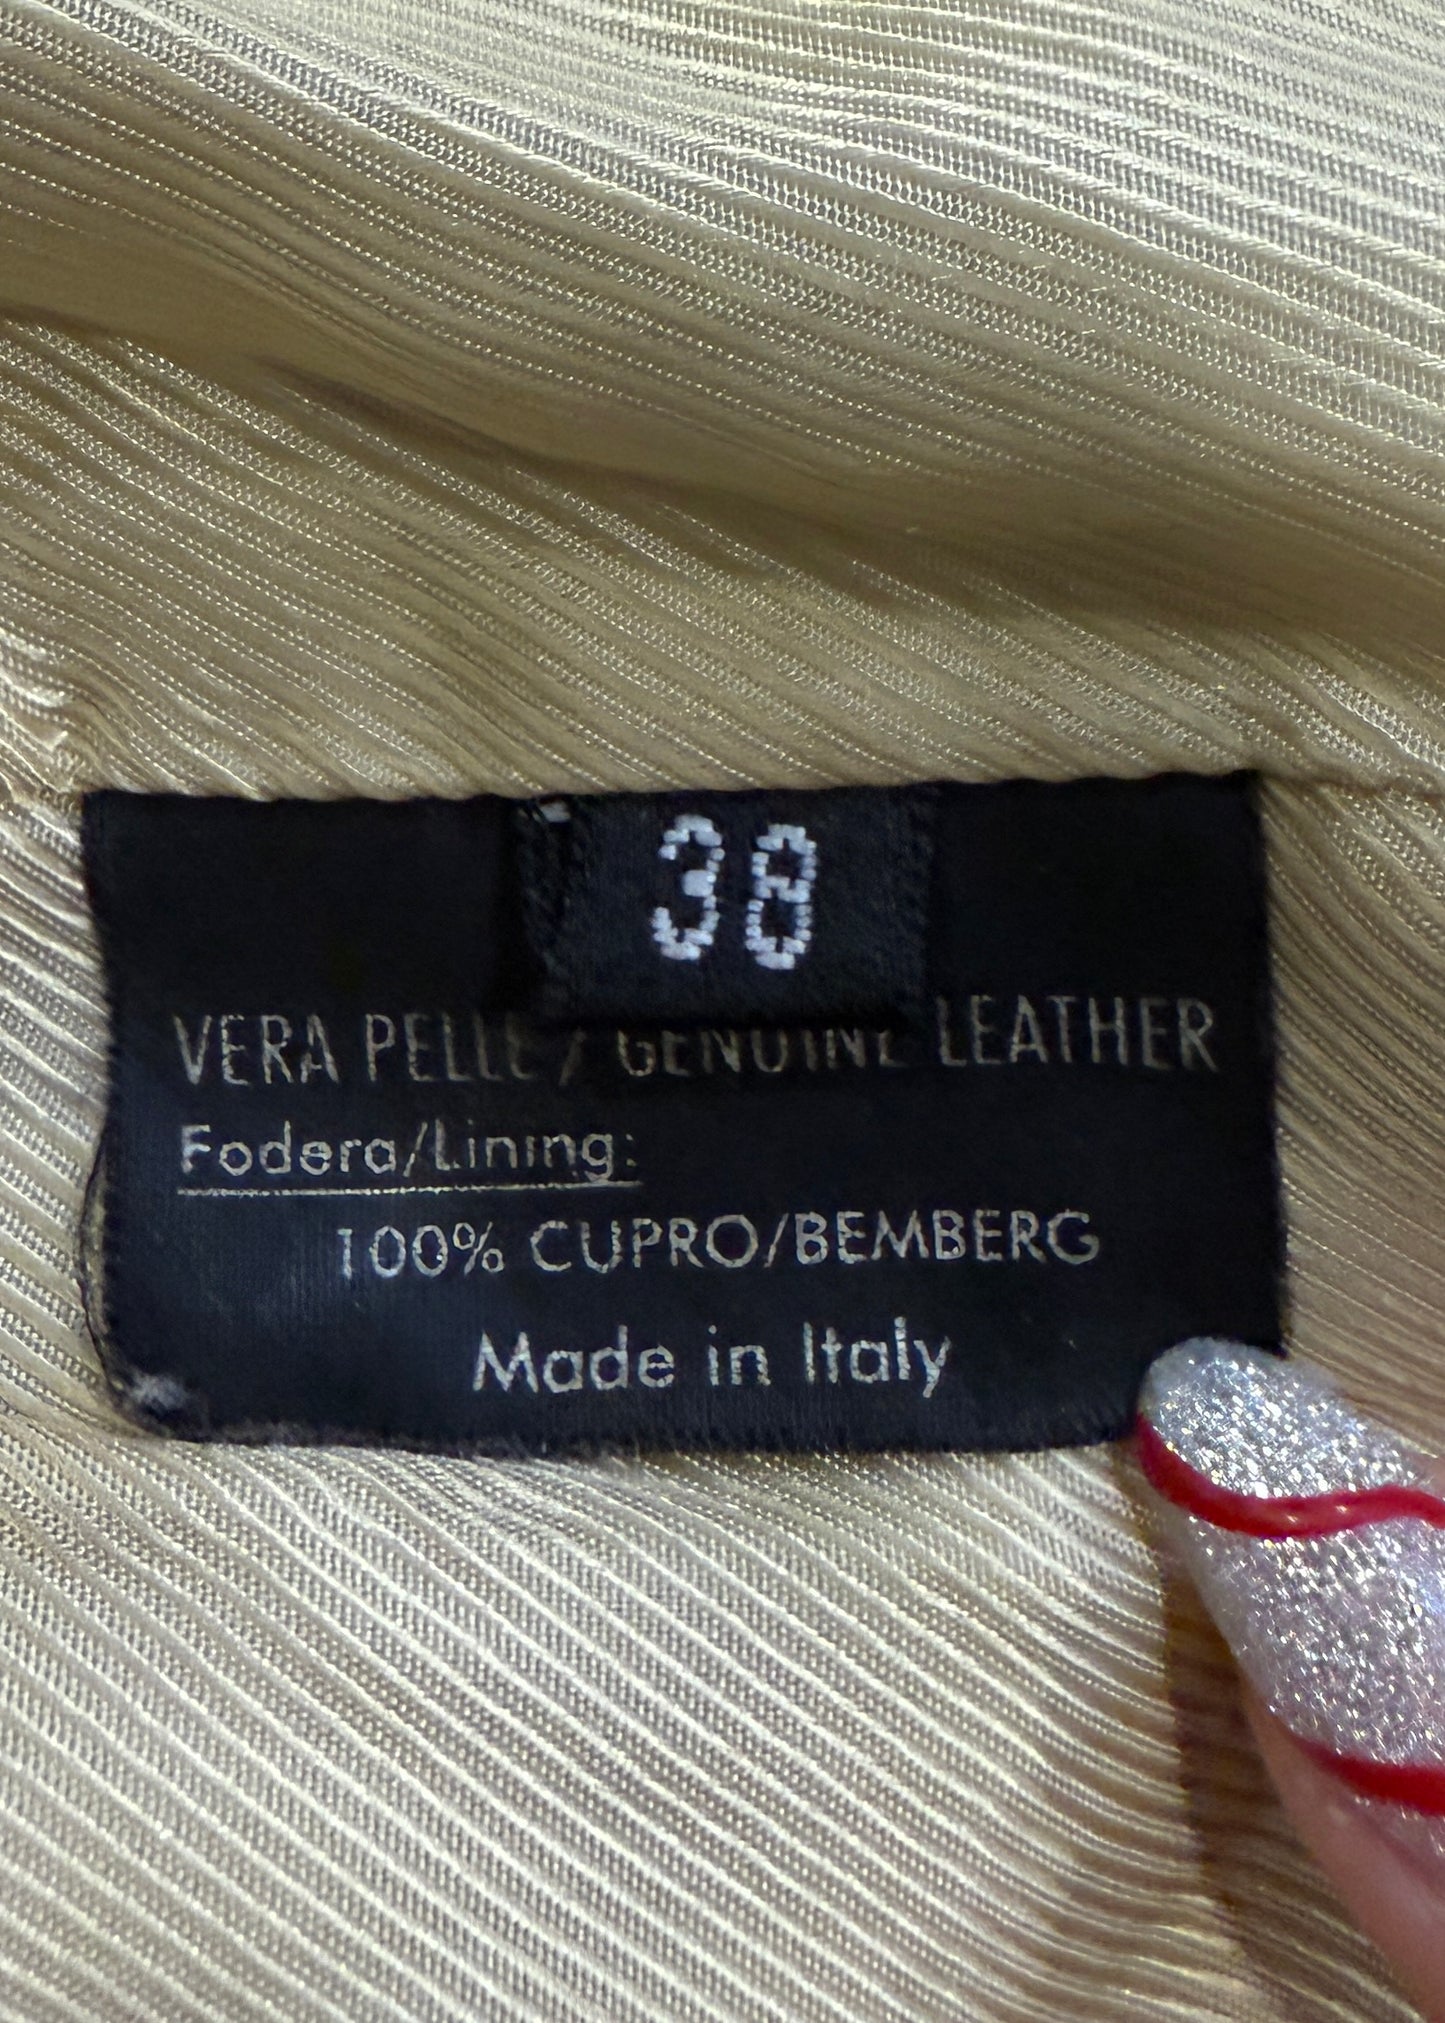 38
VERA PELLE / GENUINE LEATHER
Fodera/Lining:
100% CUPRO/BEMBERG
Made in Italy